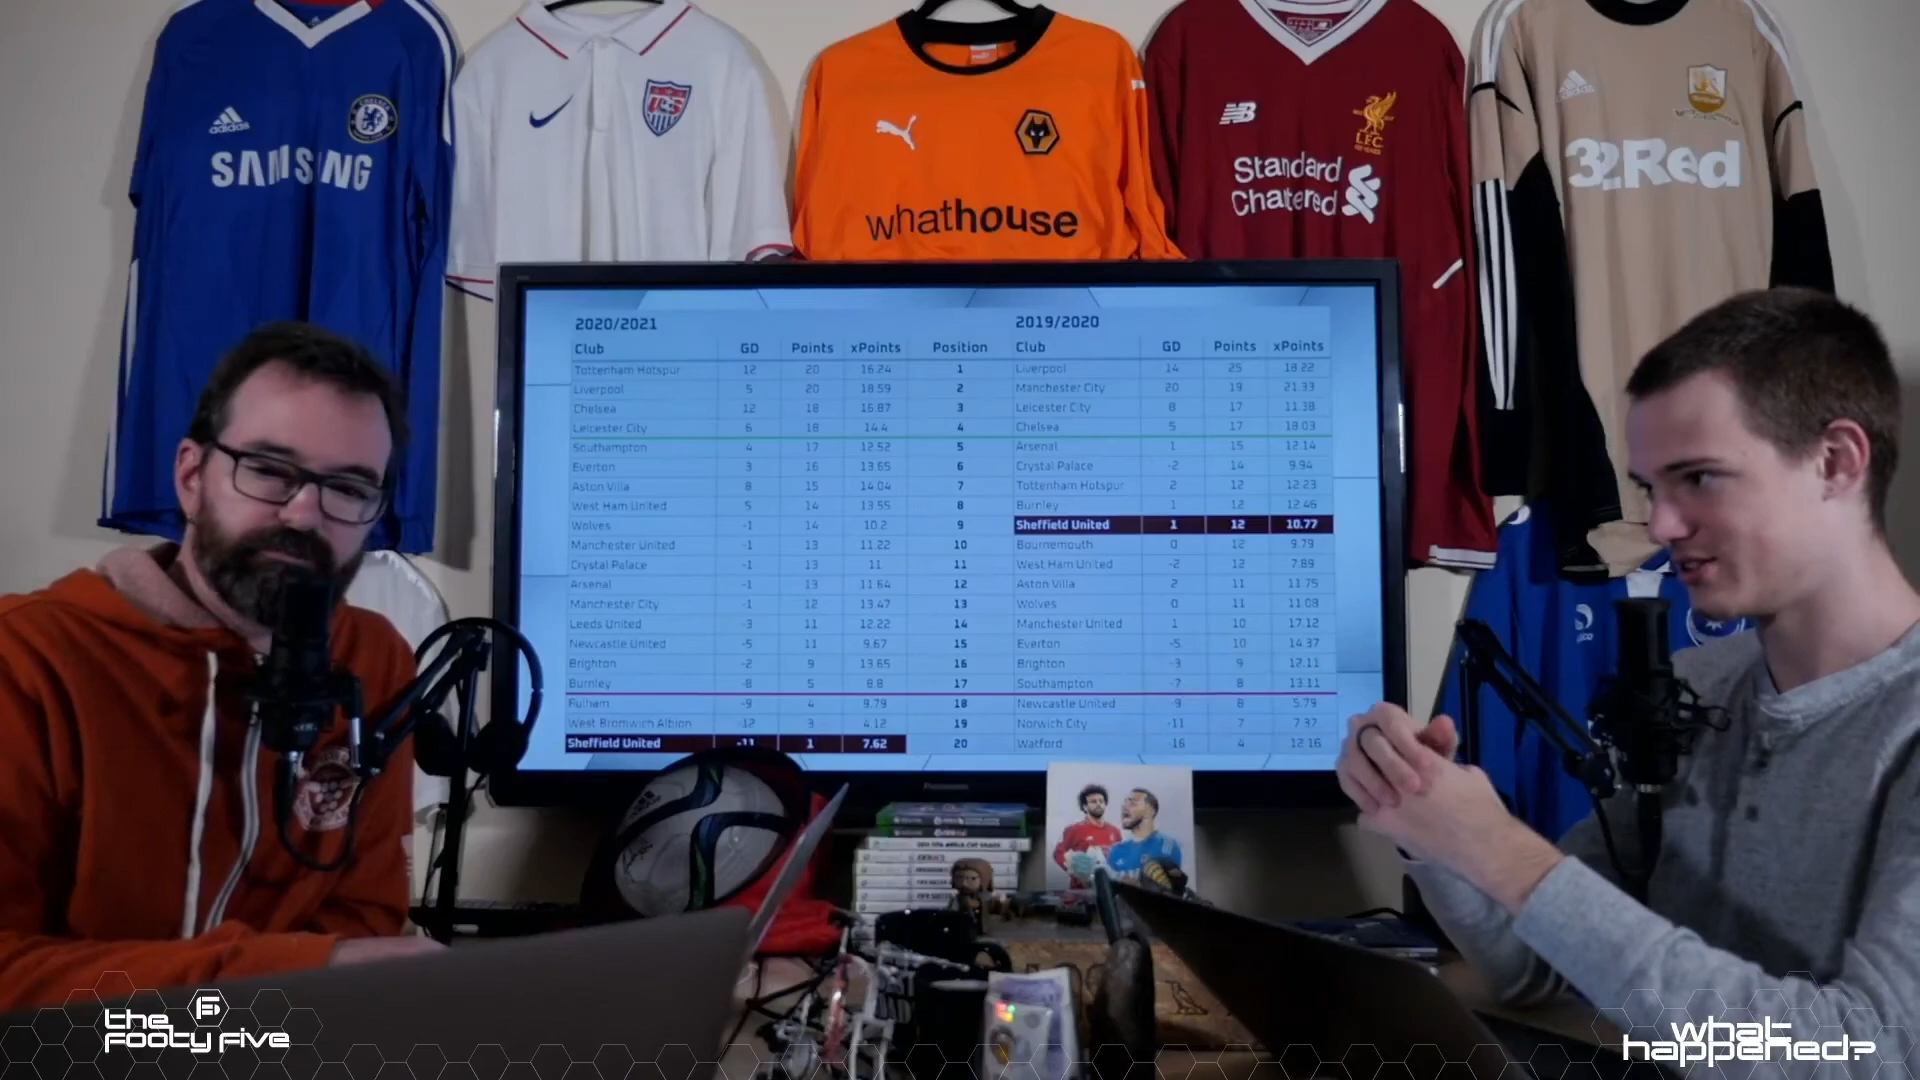 adidas
CHELSEA
SAMSUNG
US
whathouse
NB
L.F.C.
Standard
Chartered
adidas
32Red
2020/2021 2019/2020
Club GD Points xPoints Position Club GD Points xPoints
Tottenham Hotspur 12 20 16.24 1 Liverpool 14 25 18.22
Liverpool 5 20 18.59 2 Manchester City 20 19 21.33
Chelsea 12 18 16.87 3 Leicester City 8 17 11.38
Leicester City 6 18 14.4 4 Chelsea 5 17 18.03
Southampton 4 17 12.52 5 Arsenal 1 15 12.14
Everton 3 16 13.65 6 Crystal Palace -2 14 9.94
Aston Villa 8 15 14.04 7 Tottenham Hotspur 2 12 12.23
West Ham United 5 14 13.55 8 Burnley 1 12 12.46
Wolves -1 14 10.2 9 Sheffield United 1 12 10.77
Manchester United -1 13 11.22 10 Bournemouth 0 12 9.79
Crystal Palace -1 13 11 11 West Ham United -2 12 7.89
Arsenal -1 13 11.64 12 Aston Villa 2 11 11.75
Manchester City -1 12 13.47 13 Wolves 0 11 11.08
Leeds United -3 11 12.22 14 Manchester United 1 10 17.12
Newcastle United -5 11 9.67 15 Everton -5 10 14.37
Brighton -2 9 13.65 16 Brighton -3 9 12.11
Burnley -8 5 8.8 17 Southampton -7 8 13.11
Fulham -9 4 9.79 18 Newcastle United -9 8 5.79
West Bromwich Albion -12 3 4.12 19 Norwich City -11 7 7.37
Sheffield United -11 1 7.62 20 Watford -16 4 12.16
Panasonic
the
footy five
what
happened?